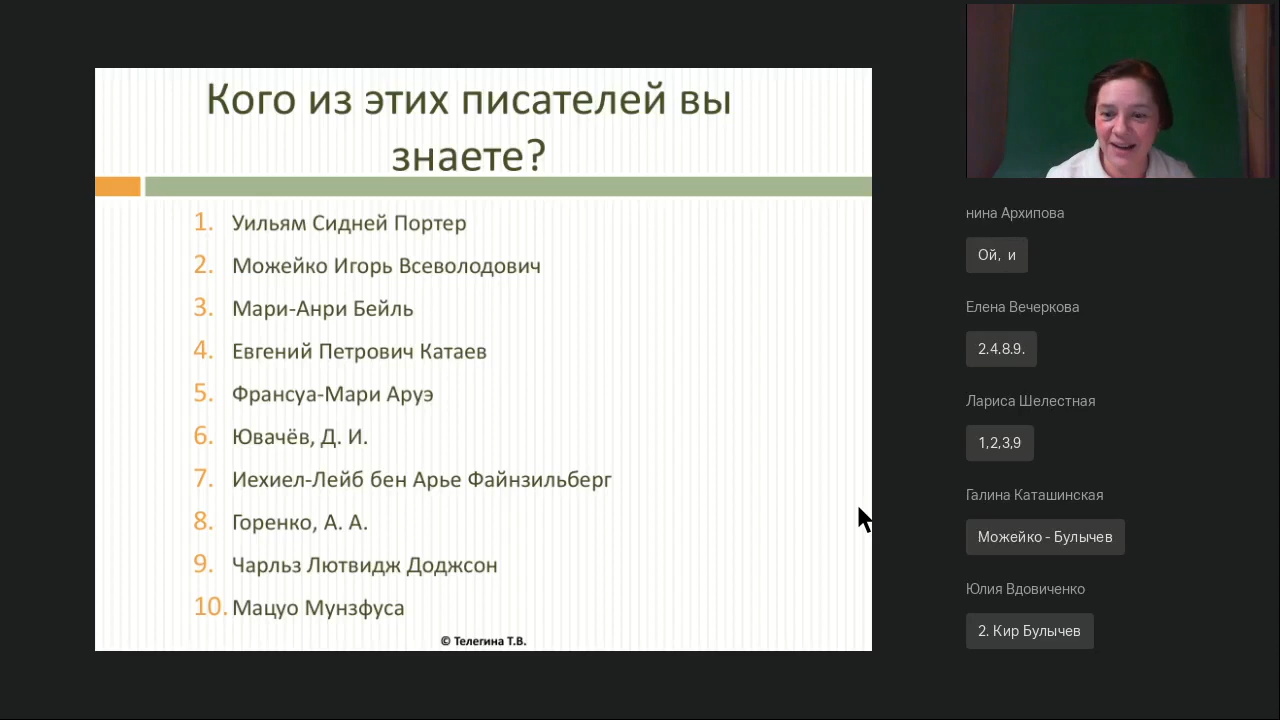 Кого из этих писателей вы
знаете?
1. Уильям Сидней Портер
2. Можейко Игорь Всеволодович
3. Мари-Анри Бейль
4. Евгений Петрович Катаев
5. Франсуа-Мари Аруэ
6. Ювачёв, Д. И.
7. Иехиел-Лейб бен Арье Файнзильберг
8. Горенко, А. А.
9. Чарльз Лютвидж Доджсон
10. Мацуо Мунзфуса
© Телегина Т.В.
нина Архипова
Ой, и
Елена Вечеркова
2.4.8.9.
Лариса Шелестная
1,2,3,9
Галина Каташинская
Можейко - Булычев
Юлия Вдовиченко
2. Кир Булычев